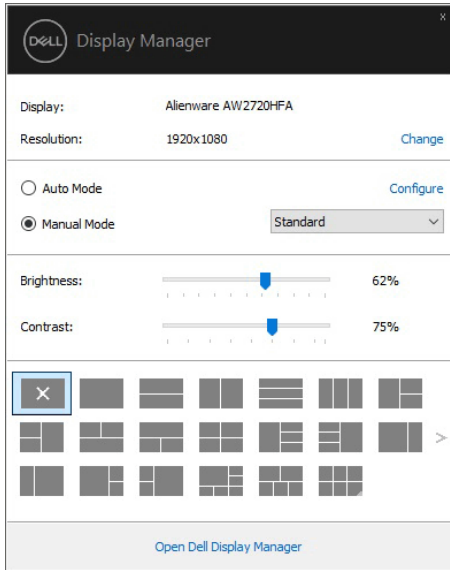 x
DELL Display Manager
Display: Alienware AW2720HFA
Resolution: 1920x1080 Change
Auto Mode Configure
Manual Mode Standard
Brightness: 62%
Contrast: 75%
Open Dell Display Manager